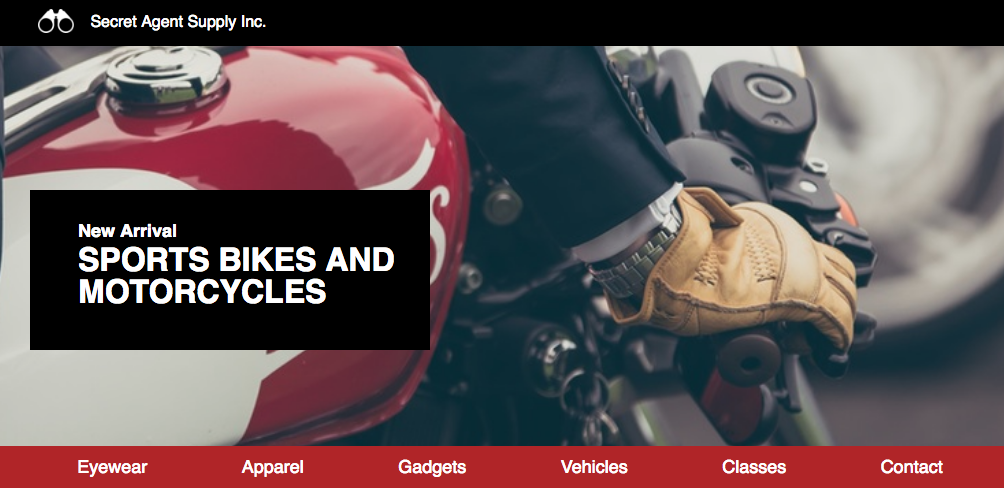 Secret Agent Supply Inc.
New Arrival
SPORTS BIKES AND
MOTORCYCLES
Eyewear Apparel Gadgets Vehicles Classes Contact